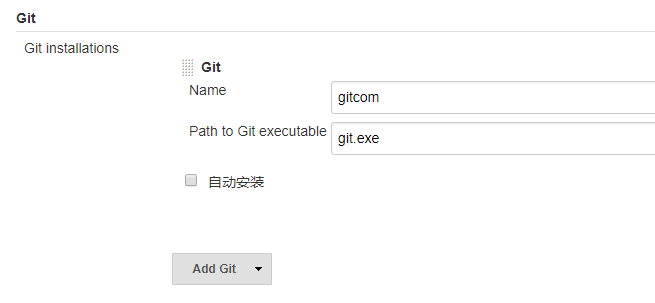 Git
Git installations
Git
Name
gitcom
Path to Git executable
git.exe
自动安装
Add Git